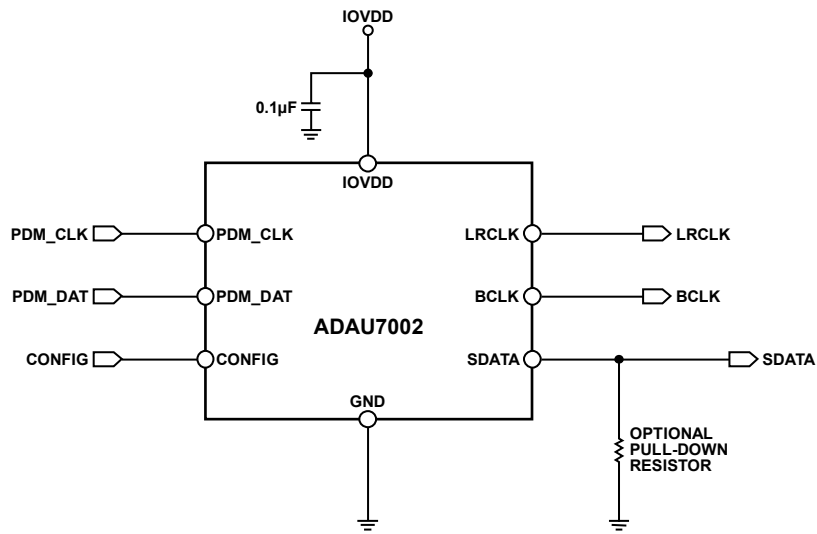 IOVDD
0.1µF
IOVDD
PDM_CLK
PDM_CLK
LRCLK
LRCLK
PDM_DAT
PDM_DAT
BCLK
BCLK
ADAU7002
CONFIG
CONFIG
SDATA
SDATA
GND
OPTIONAL
PULL-DOWN
RESISTOR